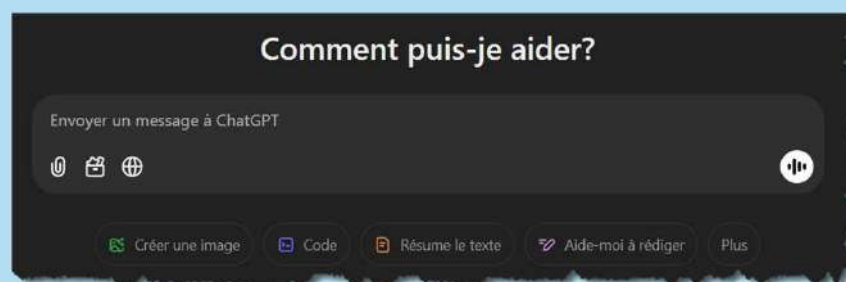 Comment puis-je aider?
Envoyer un message à ChatGPT
Créer une image Code Résume le texte Aide-moi à rédiger Plus